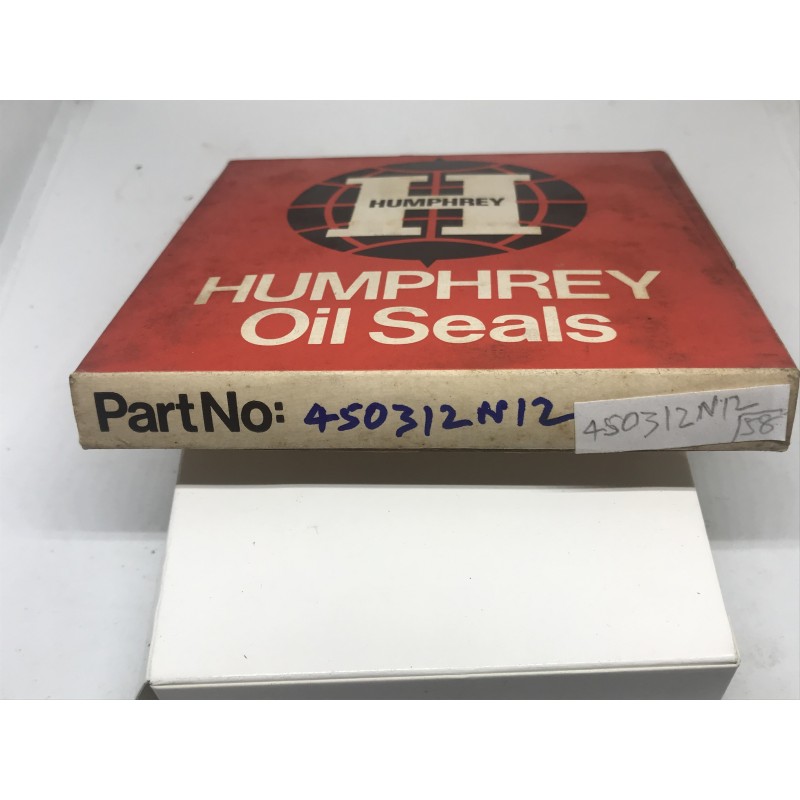 HUMPHREY
HUMPHREY
Oil Seals
Part No: 450312N12
450312N12
/58